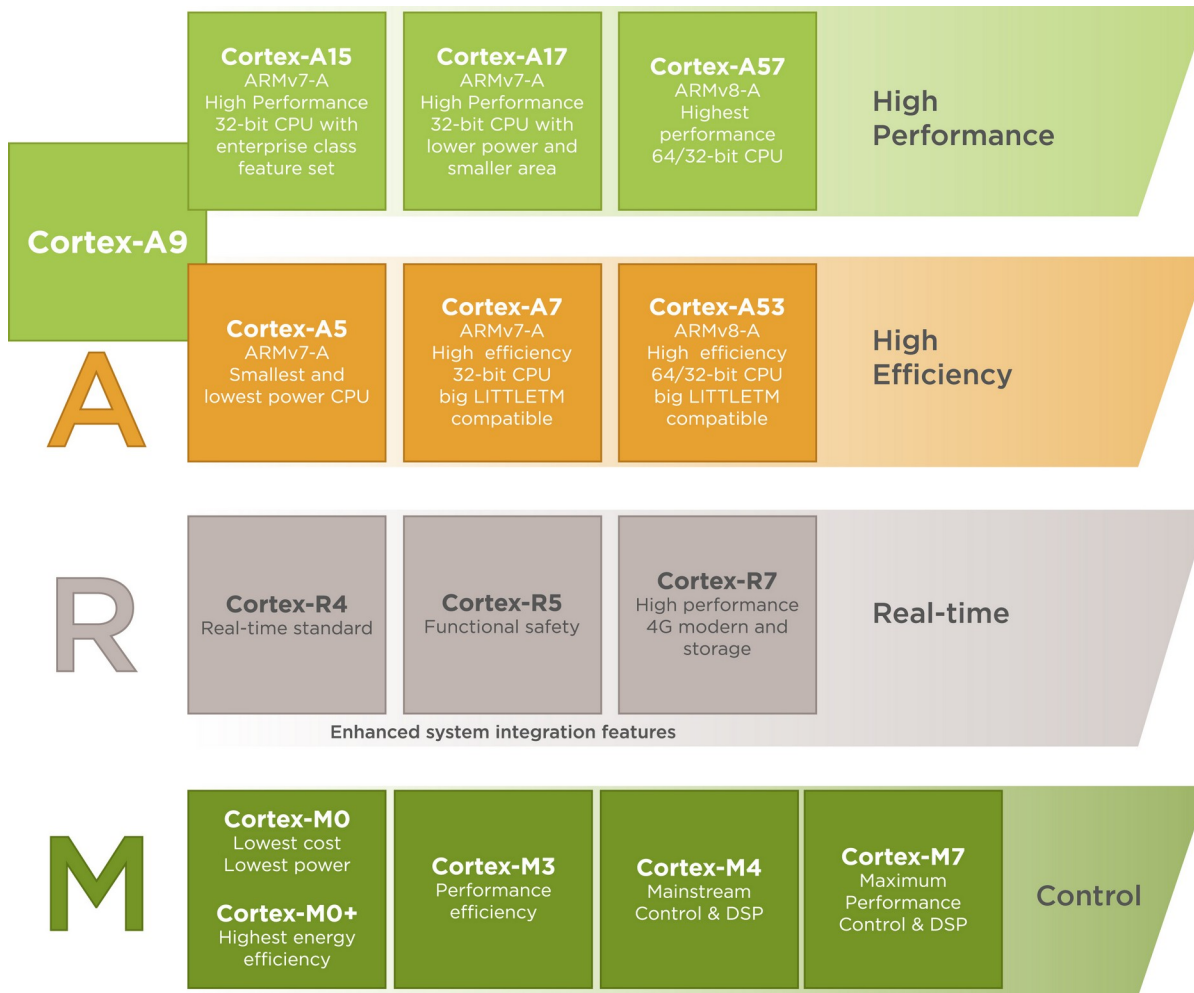 Cortex-A15
ARMv7-A
High Performance
32-bit CPU with
enterprise class
feature set
Cortex-A17
ARMv7-A
High Performance
32-bit CPU with
lower power and
smaller area
Cortex-A57
ARMv8-A
Highest
performance
64/32-bit CPU
High
Performance
Cortex-A9
A
Cortex-A5
ARMv7-A
Smallest and
lowest power CPU
Cortex-A7
ARMv7-A
High efficiency
32-bit CPU
big LITTLETM
compatible
Cortex-A53
ARMv8-A
High efficiency
64/32-bit CPU
big LITTLETM
compatible
High
Efficiency
R
Cortex-R4
Real-time standard
Cortex-R5
Functional safety
Cortex-R7
High performance
4G modern and
storage
Real-time
Enhanced system integration features
M
Cortex-M0
Lowest cost
Lowest power
Cortex-M0+
Highest energy
efficiency
Cortex-M3
Performance
efficiency
Cortex-M4
Mainstream
Control & DSP
Cortex-M7
Maximum
Performance
Control & DSP
Control